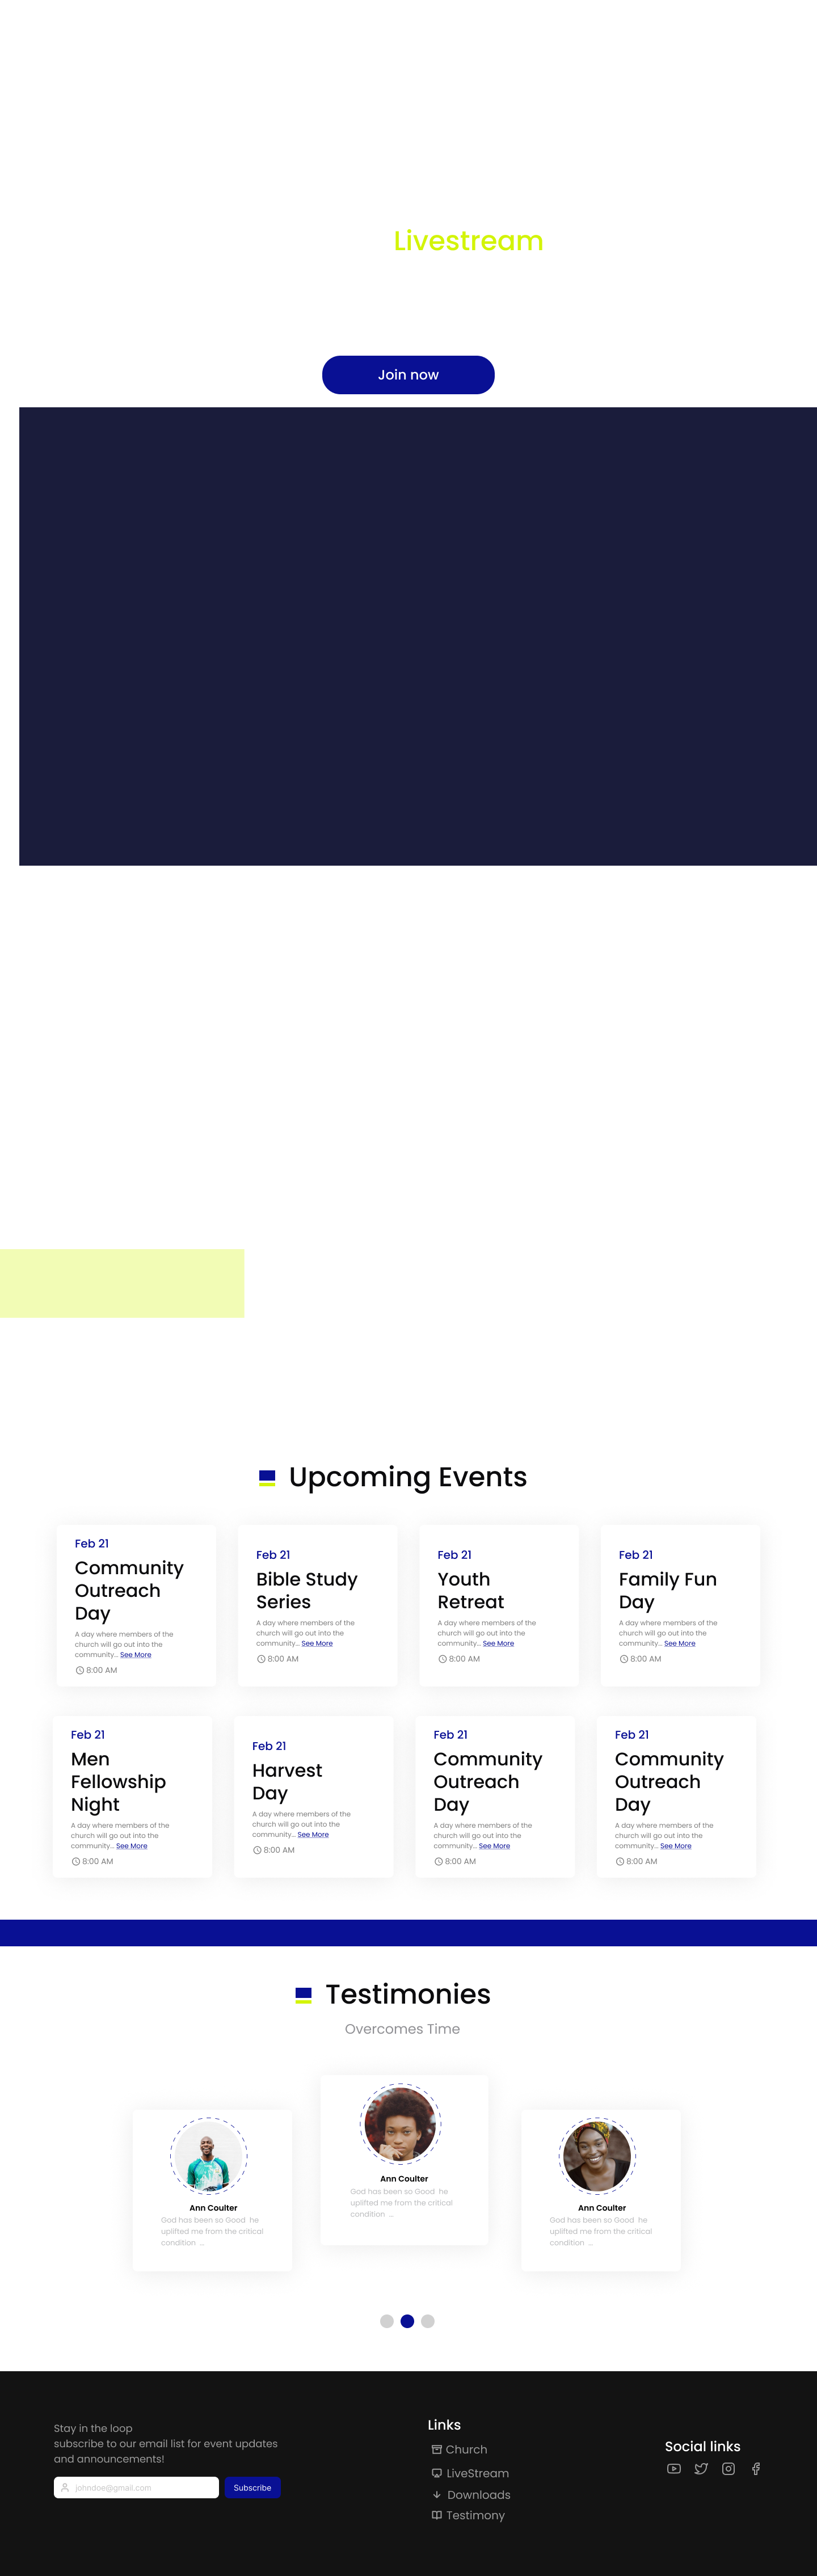 Livestream
Join now
Upcoming Events
Feb 21
Community
Outreach
Day
A day where members of the
church will go out into the
community... See More
8:00 AM
Feb 21
Bible Study
Series
A day where members of the
church will go out into the
community... See More
8:00 AM
Feb 21
Youth
Retreat
A day where members of the
church will go out into the
community... See More
8:00 AM
Feb 21
Family Fun
Day
A day where members of the
church will go out into the
community... See More
8:00 AM
Feb 21
Men
Fellowship
Night
A day where members of the
church will go out into the
community... See More
8:00 AM
Feb 21
Harvest
Day
A day where members of the
church will go out into the
community... See More
8:00 AM
Feb 21
Community
Outreach
Day
A day where members of the
church will go out into the
community... See More
8:00 AM
Feb 21
Community
Outreach
Day
A day where members of the
church will go out into the
community... See More
8:00 AM
Testimonies
Overcomes Time
Ann Coulter
God has been so Good  he
uplifted me from the critical
condition  ...
Ann Coulter
God has been so Good  he
uplifted me from the critical
condition  ...
Ann Coulter
God has been so Good  he
uplifted me from the critical
condition  ...
Stay in the loop
subscribe to our email list for event updates
and announcements!
johndoe@gmail.com
Subscribe
Links
Church
LiveStream
Downloads
Testimony
Social links